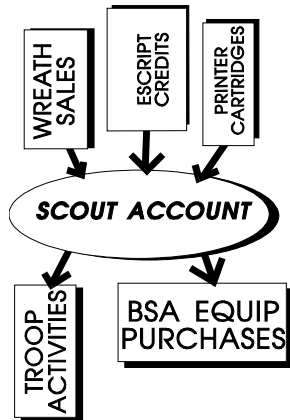 WREATH
SALES
ESCRIPT
CREDITS
PRINTER
CARTRIDGES
SCOUT ACCOUNT
TROOP
ACTIVITIES
BSA EQUIP
PURCHASES